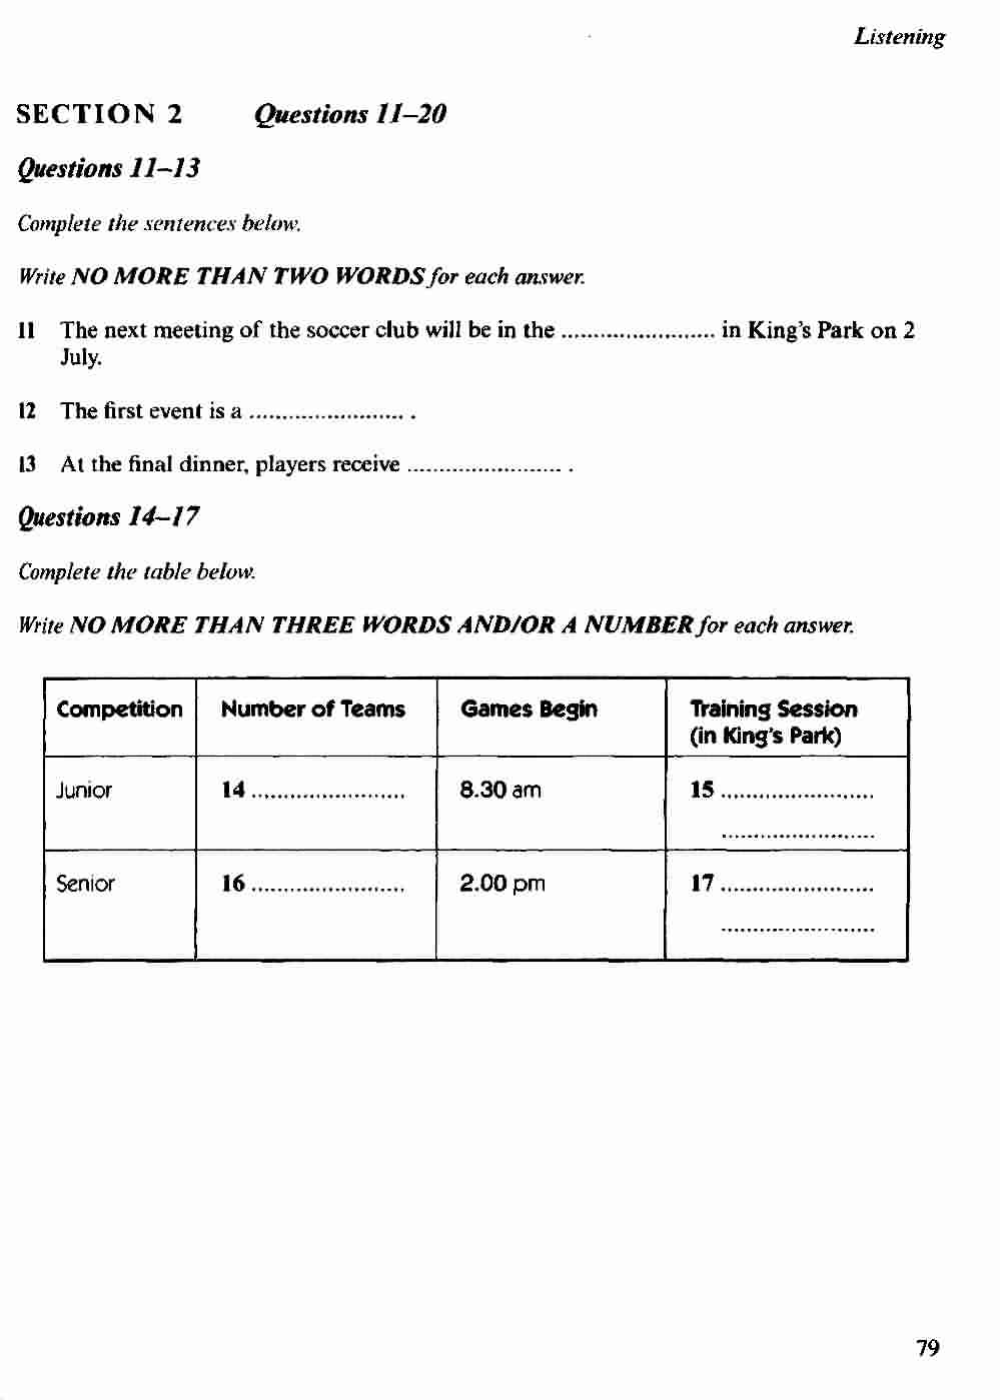 Listening
SECTION 2 Questions 11–20
Questions 11–13
Complete the sentences below.
Write NO MORE THAN TWO WORDS for each answer.
11 The next meeting of the soccer club will be in the ........................ in King's Park on 2
July.
12 The first event is a ........................ .
13 At the final dinner, players receive ........................ .
Questions 14–17
Complete the table below.
Write NO MORE THAN THREE WORDS AND/OR A NUMBER for each answer.
Competition Number of Teams Games Begin Training Session
(in King's Park)
Junior 14 ........................ 8.30 am 15 ........................
........................
Senior 16 ........................ 2.00 pm 17 ........................
........................
79